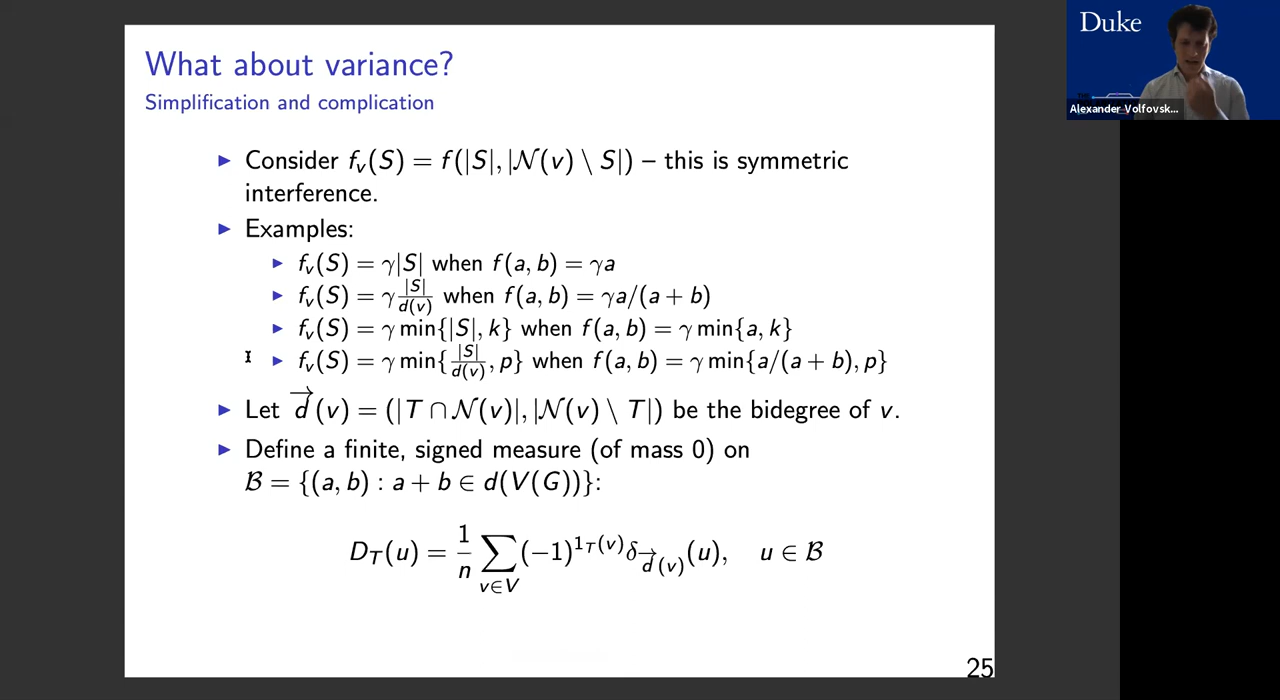 What about variance?
Simplification and complication
▶ Consider f_v(S) = f(|S|, |𝒩(v) \ S|) – this is symmetric
interference.
▶ Examples:
▶ f_v(S) = γ|S| when f(a, b) = γa
▶ f_v(S) = γ |S|/d(v) when f(a, b) = γa/(a + b)
▶ f_v(S) = γ min{|S|, k} when f(a, b) = γ min{a, k}
▶ f_v(S) = γ min{|S|/d(v), p} when f(a, b) = γ min{a/(a + b), p}
▶ Let d⃗(v) = (|T ∩ 𝒩(v)|, |𝒩(v) \ T|) be the bidegree of v.
▶ Define a finite, signed measure (of mass 0) on
ℬ = {(a, b) : a + b ∈ d(V(G))}:
D_T(u) = 1/n ∑_{v∈V} (−1)^{1_T(v)} δ_{d⃗(v)}(u), u ∈ ℬ
25
Duke
Alexander Volfovsk...